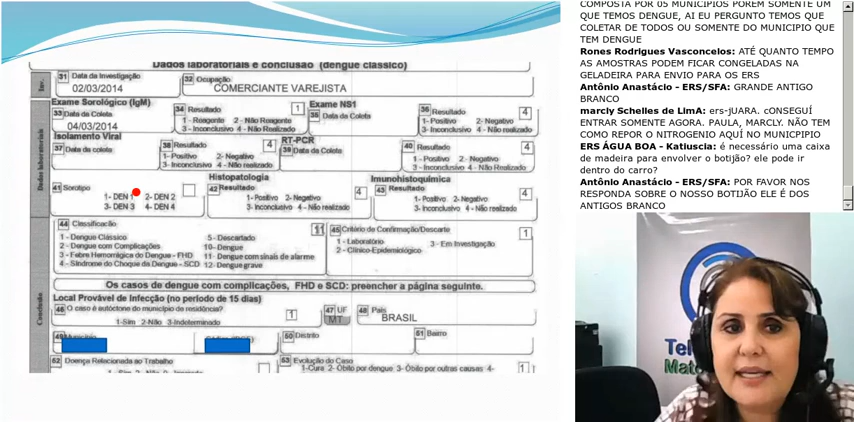 Dados laboratoriais e conclusão (dengue clássico)
Inv.
31 Data da Investigação
02/03/2014
32 Ocupação
COMERCIANTE VAREJISTA
Dados laboratoriais
Exame Sorológico (IgM)
33 Data da Coleta
04/03/2014
34 Resultado
1
1 - Reagente 2 - Não Reagente
3 - Inconclusivo 4 - Não Realizado
Exame NS1
35 Data da Coleta
36 Resultado
4
1- Positivo 2- Negativo
3- Inconclusivo 4 - Não realizado
Isolamento Viral
37 Data da coleta
38 Resultado
4
1-Positivo 2- Negativo
3- Inconclusivo 4 - Não Realizado
RT-PCR
39 Data da Coleta
40 Resultado
4
1 - Positivo 2 - Negativo
3 - Inconclusivo 4 - Não Realizado
41 Sorotipo
1- DEN 1 2- DEN 2
3- DEN 3 4- DEN 4
Histopatologia
42 Resultado
4
1-Positivo 2- Negativo
3- Inconclusivo 4 - Não realizado
Imunohistoquímica
43 Resultado
4
1-Positivo 2- Negativo
3- Inconclusivo 4 - Não realizado
Conclusão
44 Classificação
11
1 - Dengue Clássico 5 - Descartado
2 - Dengue com Complicações 10- Dengue
3 - Febre Hemorrágica do Dengue - FHD 11- Dengue com sinais de alarme
4 - Síndrome do Choque da Dengue - SCD 12- Dengue grave
45 Critério de Confirmação/Descarte
1
1 - Laboratório 3 - Em Investigação
2 - Clínico-Epidemiológico
Os casos de dengue com complicações, FHD e SCD: preencher a página seguinte.
Local Provável de Infecção (no período de 15 dias)
46 O caso é autóctone do município de residência?
1
1-Sim 2-Não 3-Indeterminado
47 UF
MT
48 País
BRASIL
49 Município
50 Distrito
51 Bairro
52 Doença Relacionada ao Trabalho
53 Evolução do Caso
1
1-Cura 2- Óbito por dengue 3- Óbito por outras causas 4-
COMPOSTA POR 05 MUNICIPIOS POREM SOMENTE UM
QUE TEMOS DENGUE, AI EU PERGUNTO TEMOS QUE
COLETAR DE TODOS OU SOMENTE DO MUNICIPIO QUE
TEM DENGUE
Rones Rodrigues Vasconcelos: ATÉ QUANTO TEMPO
AS AMOSTRAS PODEM FICAR CONGELADAS NA
GELADEIRA PARA ENVIO PARA OS ERS
Antônio Anastácio - ERS/SFA: GRANDE ANTIGO
BRANCO
marcly Schelles de LimA: ers-jUARA. cONSEGUÍ
ENTRAR SOMENTE AGORA. PAULA, MARCLY. NÃO TEM
COMO REPOR O NITROGENIO AQUÍ NO MUNICIPIO
ERS ÁGUA BOA - Katiuscia: é necessário uma caixa
de madeira para envolver o botijão? ele pode ir
dentro do carro?
Antônio Anastácio - ERS/SFA: POR FAVOR NOS
RESPONDA SOBRE O NOSSO BOTIJÃO ELE É DOS
ANTIGOS BRANCO